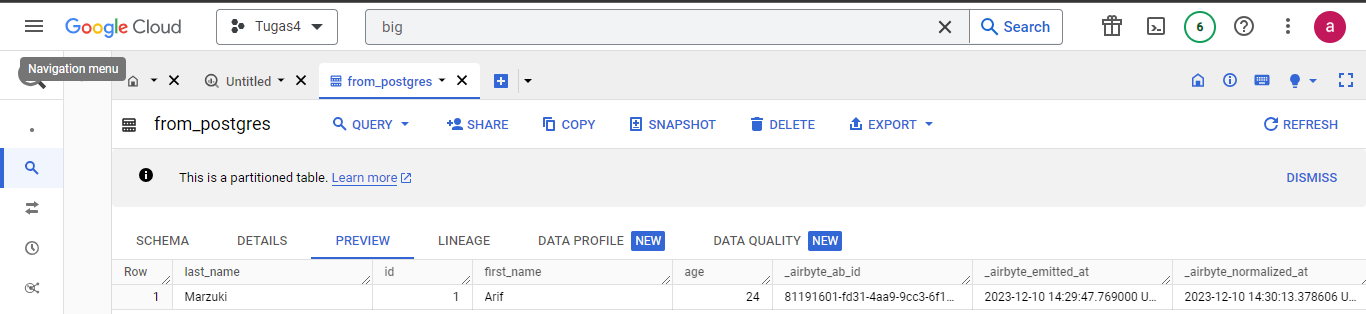 Google Cloud Tugas4 big Search 6 a
Navigation menu
Untitled from_postgres
from_postgres QUERY SHARE COPY SNAPSHOT DELETE EXPORT REFRESH
This is a partitioned table. Learn more DISMISS
SCHEMA DETAILS PREVIEW LINEAGE DATA PROFILE NEW DATA QUALITY NEW
Row last_name id first_name age _airbyte_ab_id _airbyte_emitted_at _airbyte_normalized_at
1 Marzuki 1 Arif 24 81191601-fd31-4aa9-9cc3-6f1... 2023-12-10 14:29:47.769000 U... 2023-12-10 14:30:13.378606 U...